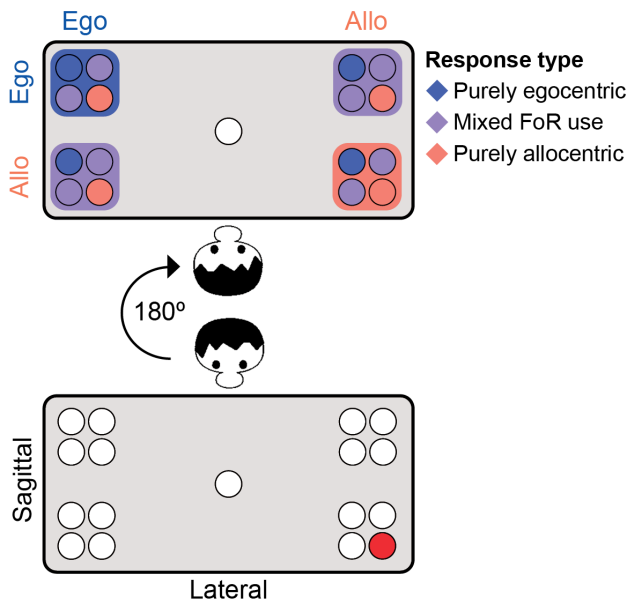 Ego
Allo
Ego
Allo
Response type
Purely egocentric
Mixed FoR use
Purely allocentric
180º
Sagittal
Lateral